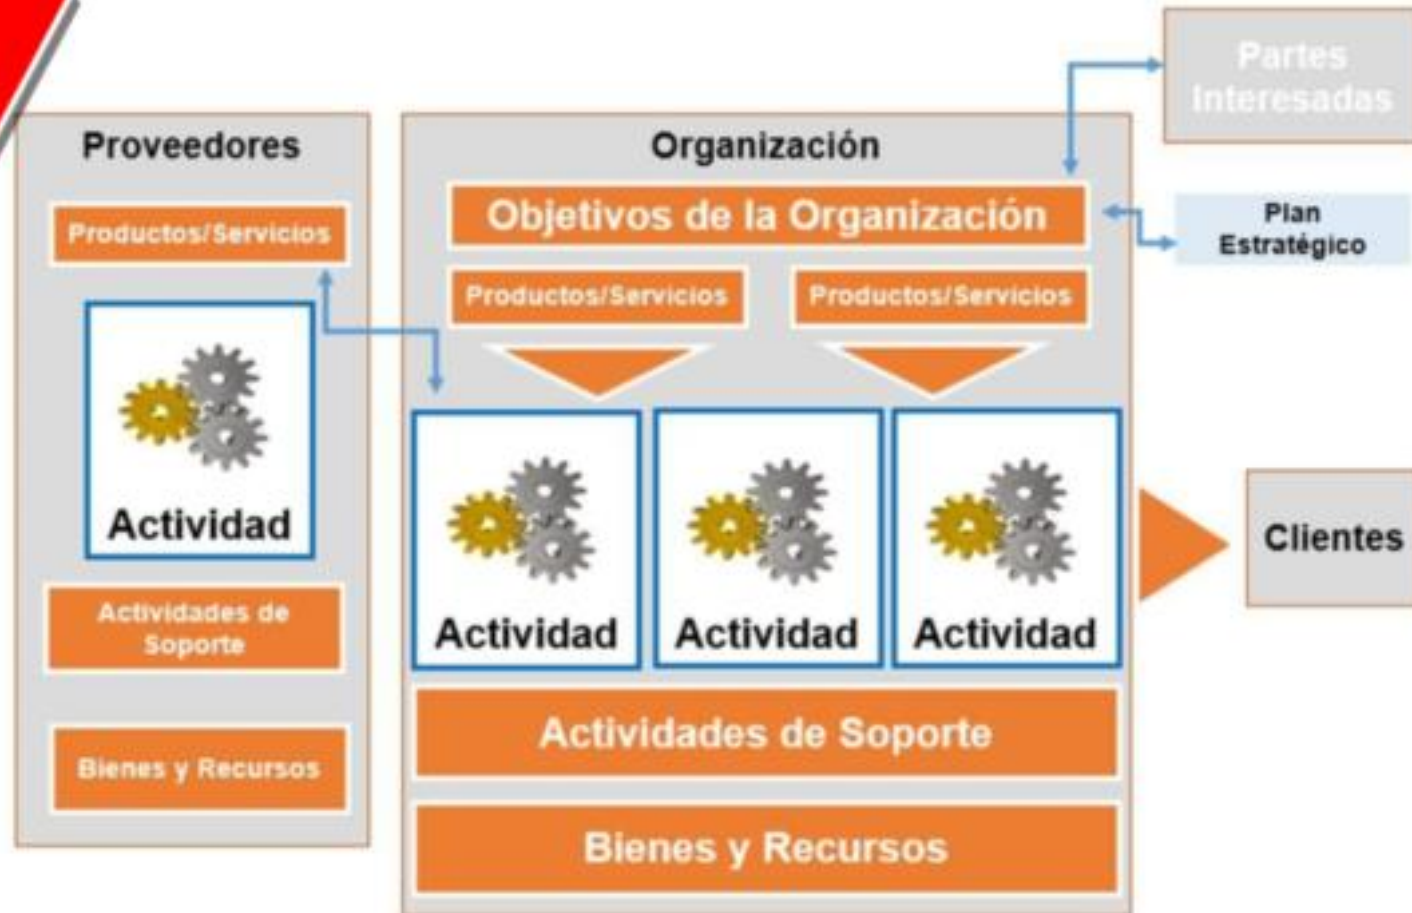 Partes
Interesadas
Proveedores
Organización
Productos/Servicios
Objetivos de la Organización
Plan
Estratégico
Productos/Servicios
Productos/Servicios
Actividad
Actividad
Actividad
Actividad
Clientes
Actividades de
Soporte
Actividades de Soporte
Bienes y Recursos
Bienes y Recursos